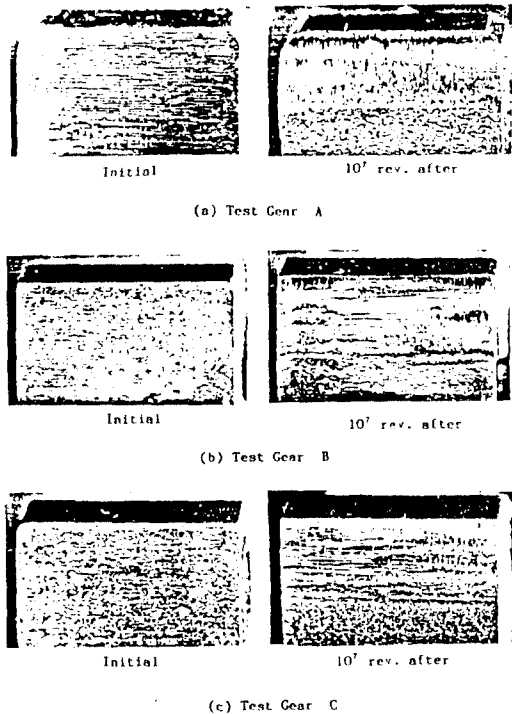 Initial
10⁷ rev. after
(a) Test Gear A
Initial
10⁷ rev. after
(b) Test Gear B
Initial
10⁷ rev. after
(c) Test Gear C